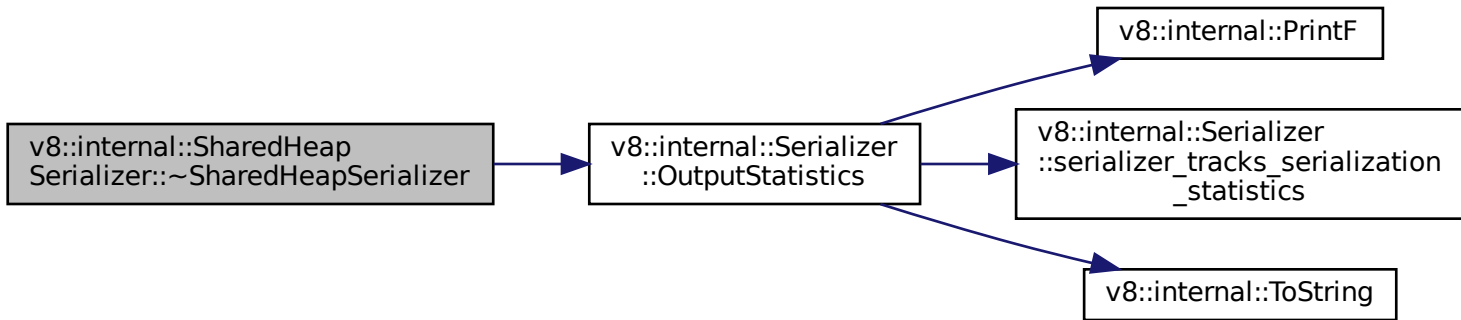 v8::internal::SharedHeap
Serializer::~SharedHeapSerializer
v8::internal::Serializer
::OutputStatistics
v8::internal::PrintF
v8::internal::Serializer
::serializer_tracks_serialization
_statistics
v8::internal::ToString